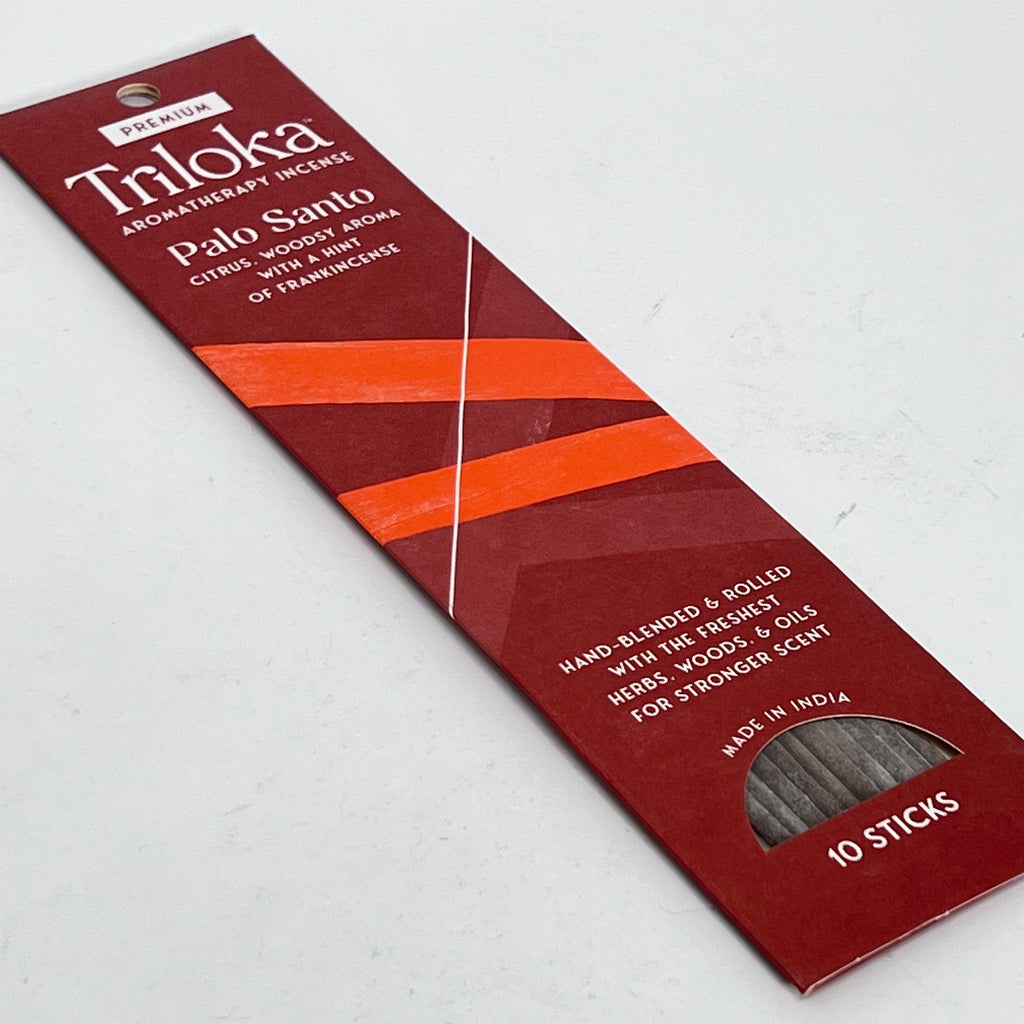 PREMIUM
Triloka™
AROMATHERAPY INCENSE
Palo Santo
CITRUS, WOODSY AROMA
WITH A HINT
OF FRANKINCENSE
HAND-BLENDED & ROLLED
WITH THE FRESHEST
HERBS, WOODS, & OILS
FOR STRONGER SCENT
MADE IN INDIA
10 STICKS